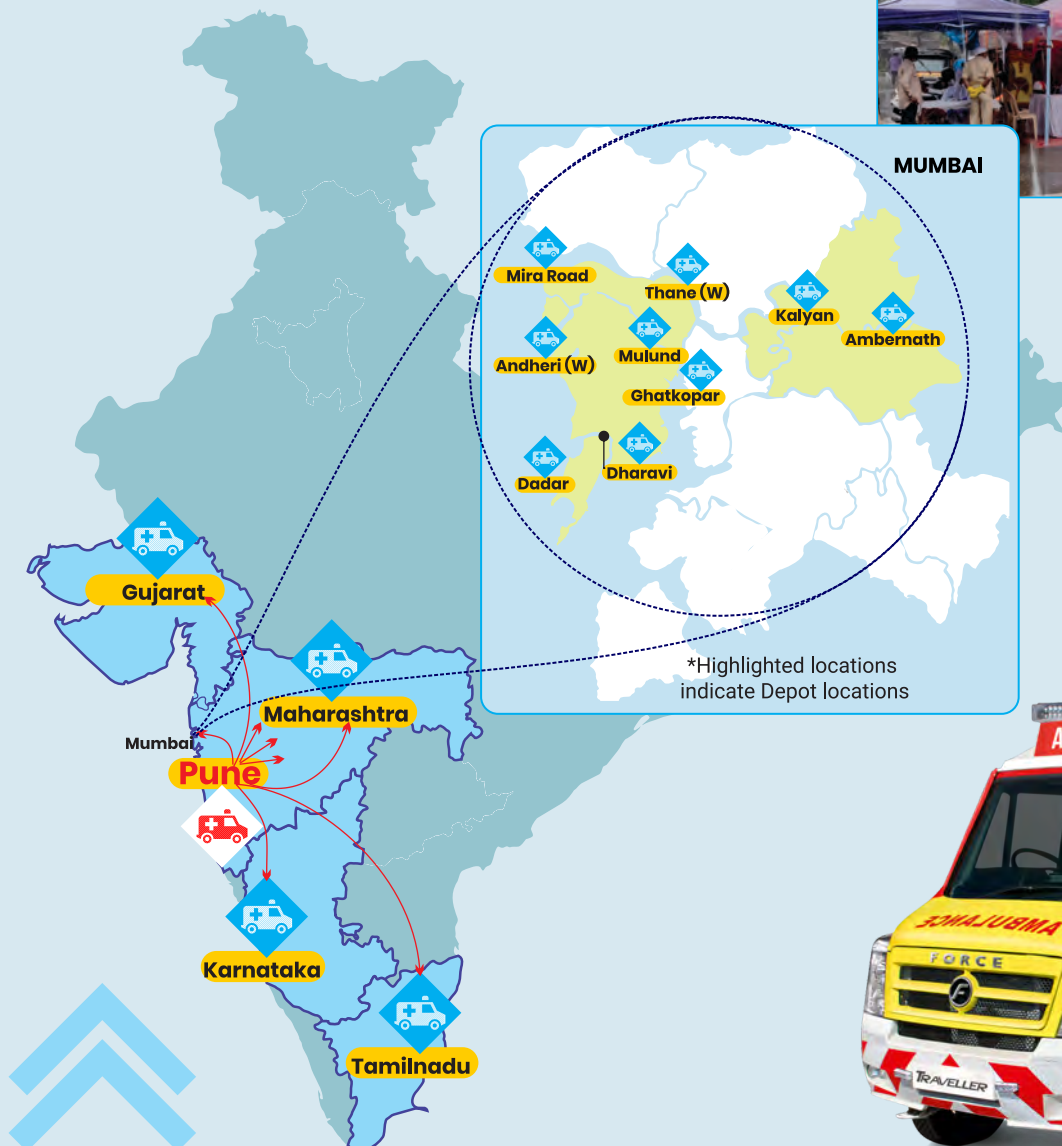 MUMBAI
Mira Road
Thane (W)
Kalyan
Ambernath
Andheri (W)
Mulund
Ghatkopar
Dadar
Dharavi
*Highlighted locations
indicate Depot locations
Gujarat
Maharashtra
Mumbai
Pune
Karnataka
Tamilnadu
A
AMBULANCE
FORCE
F
TRAVELLER